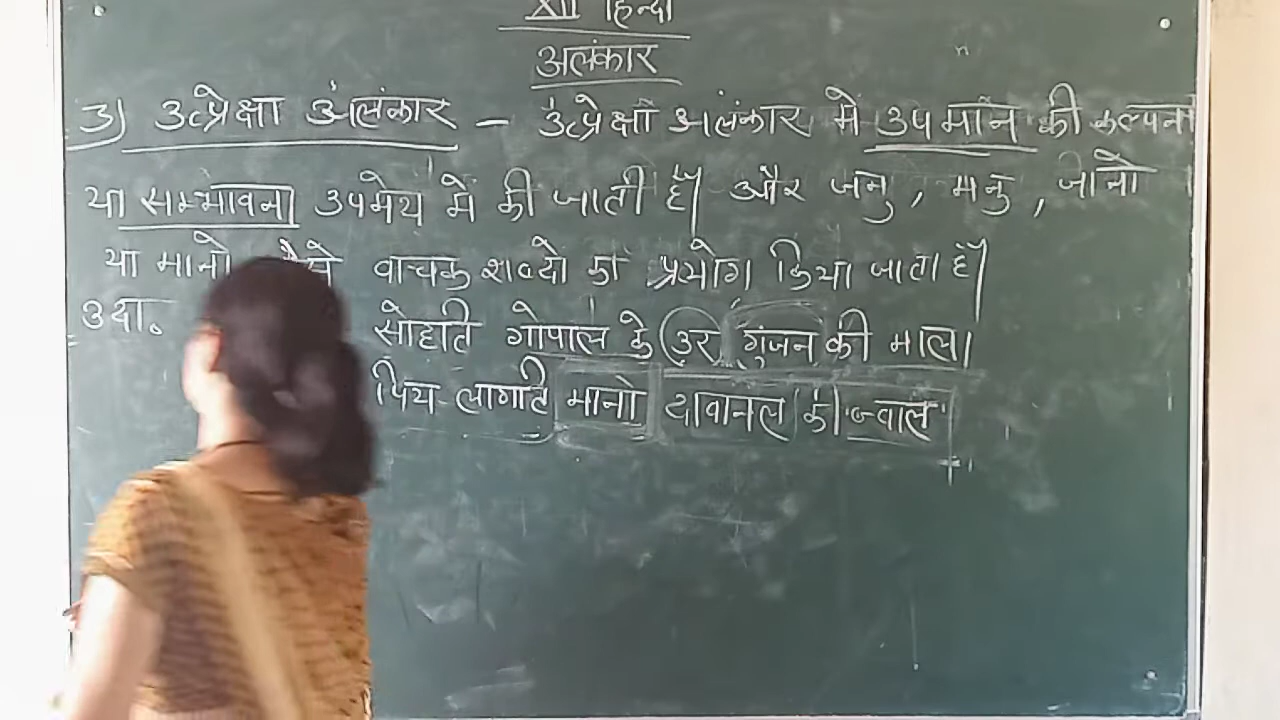 XII हिन्दी
अलंकार
3) उत्प्रेक्षा अलंकार – उत्प्रेक्षा अलंकार में उपमान की कल्पना
या सम्भावना उपमेय में की जाती है। और जनु, मनु, जानो
या मानो जैसे वाचक शब्दो का प्रयोग किया जाता है।
उदा. सोहति गोपाल के उर गुंजन की माल।
पिय लागति मानो दावानल की ज्वाल